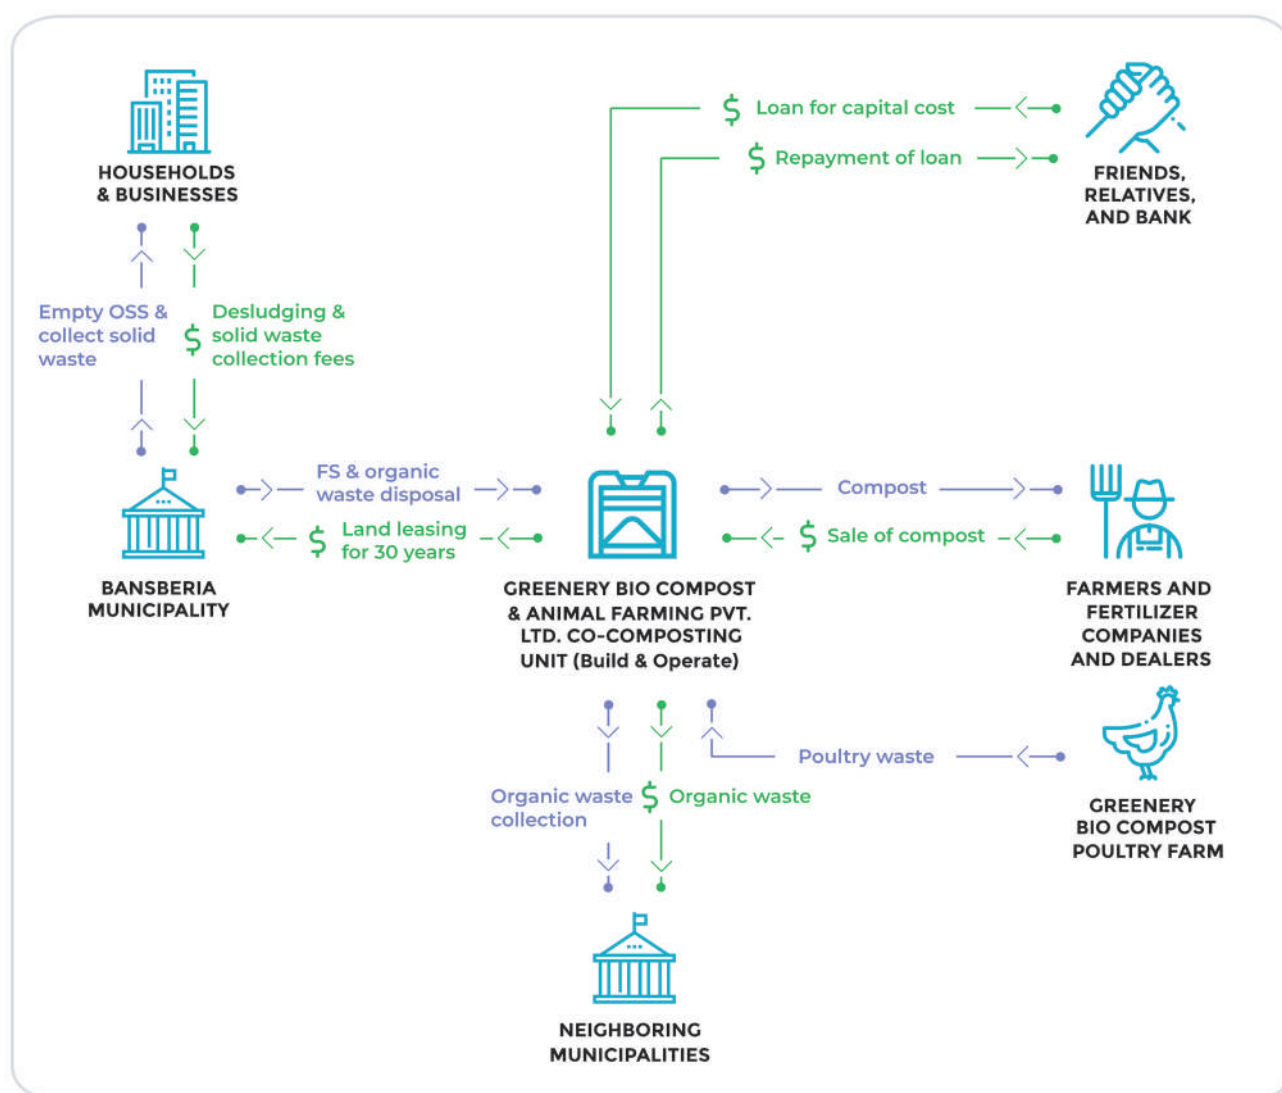 $ Loan for capital cost
$ Repayment of loan
HOUSEHOLDS
& BUSINESSES
FRIENDS,
RELATIVES,
AND BANK
Empty OSS &
collect solid
waste
$
Desludging &
solid waste
collection fees
FS & organic
waste disposal
$
Land leasing
for 30 years
Compost
$ Sale of compost
BANSBERIA
MUNICIPALITY
GREENERY BIO COMPOST
& ANIMAL FARMING PVT.
LTD. CO-COMPOSTING
UNIT (Build & Operate)
FARMERS AND
FERTILIZER
COMPANIES
AND DEALERS
Poultry waste
Organic waste
collection
$ Organic waste
GREENERY
BIO COMPOST
POULTRY FARM
NEIGHBORING
MUNICIPALITIES